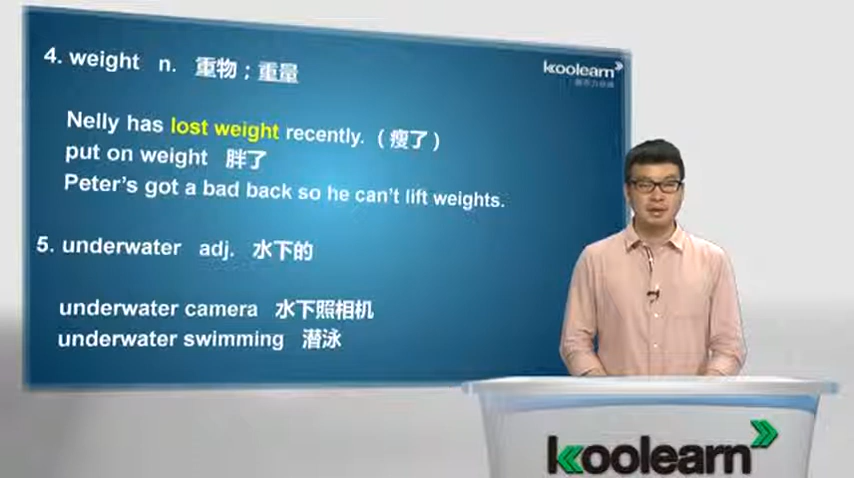 4. weight n. 重物；重量
koolearn
Nelly has lost weight recently.（瘦了）
put on weight 胖了
Peter's got a bad back so he can't lift weights.
5. underwater adj. 水下的
underwater camera 水下照相机
underwater swimming 潜泳
koolearn